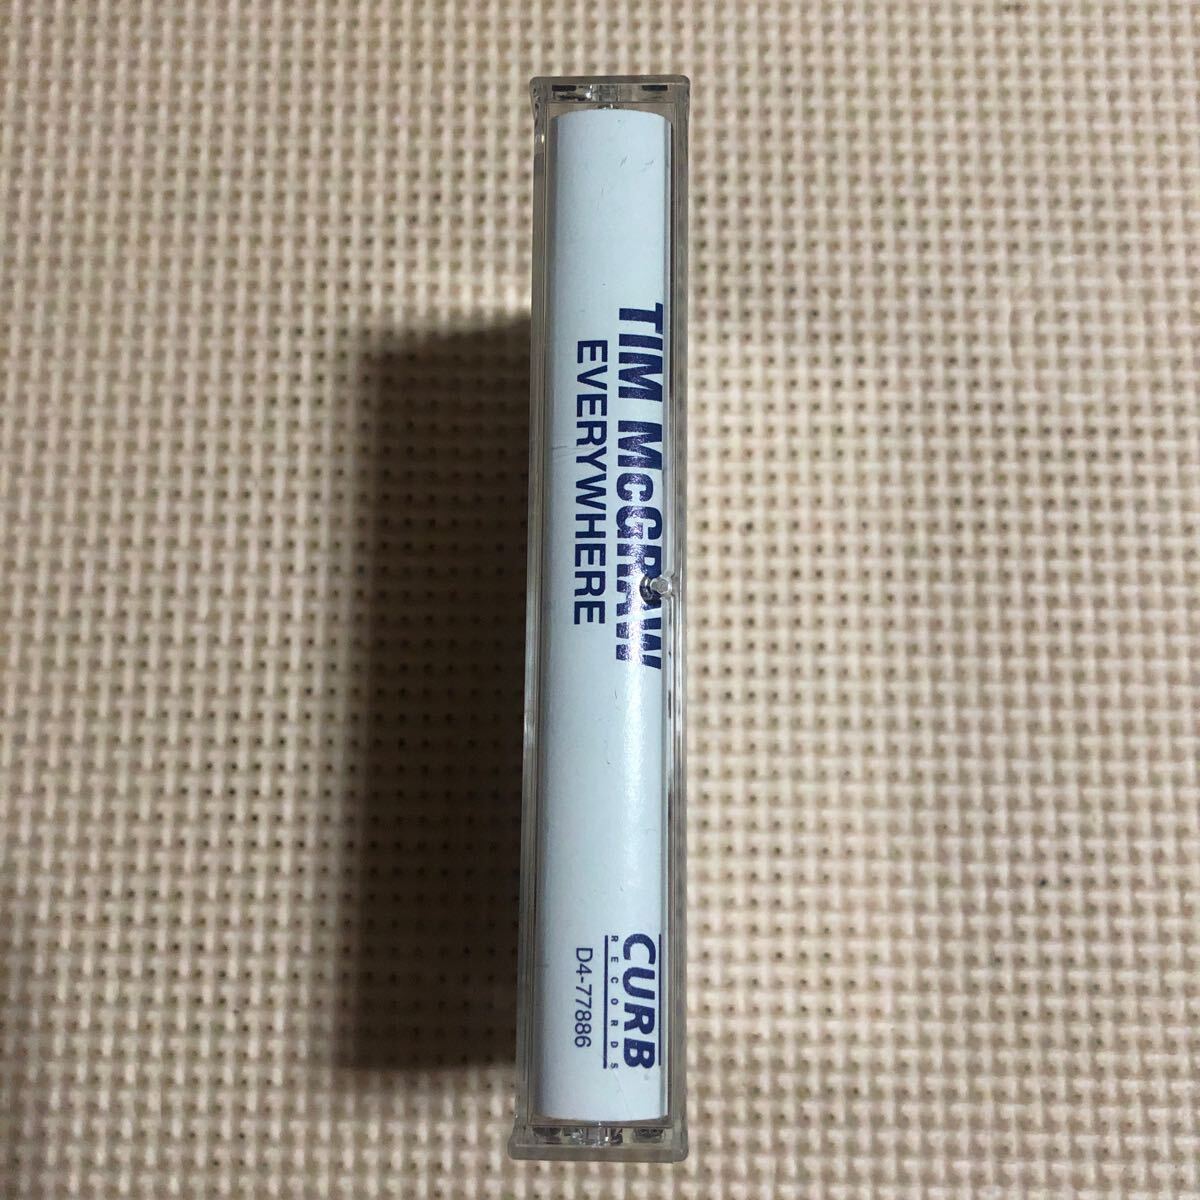 TIM McGRAW
EVERYWHERE
CURB
RECORDS
D4-77886